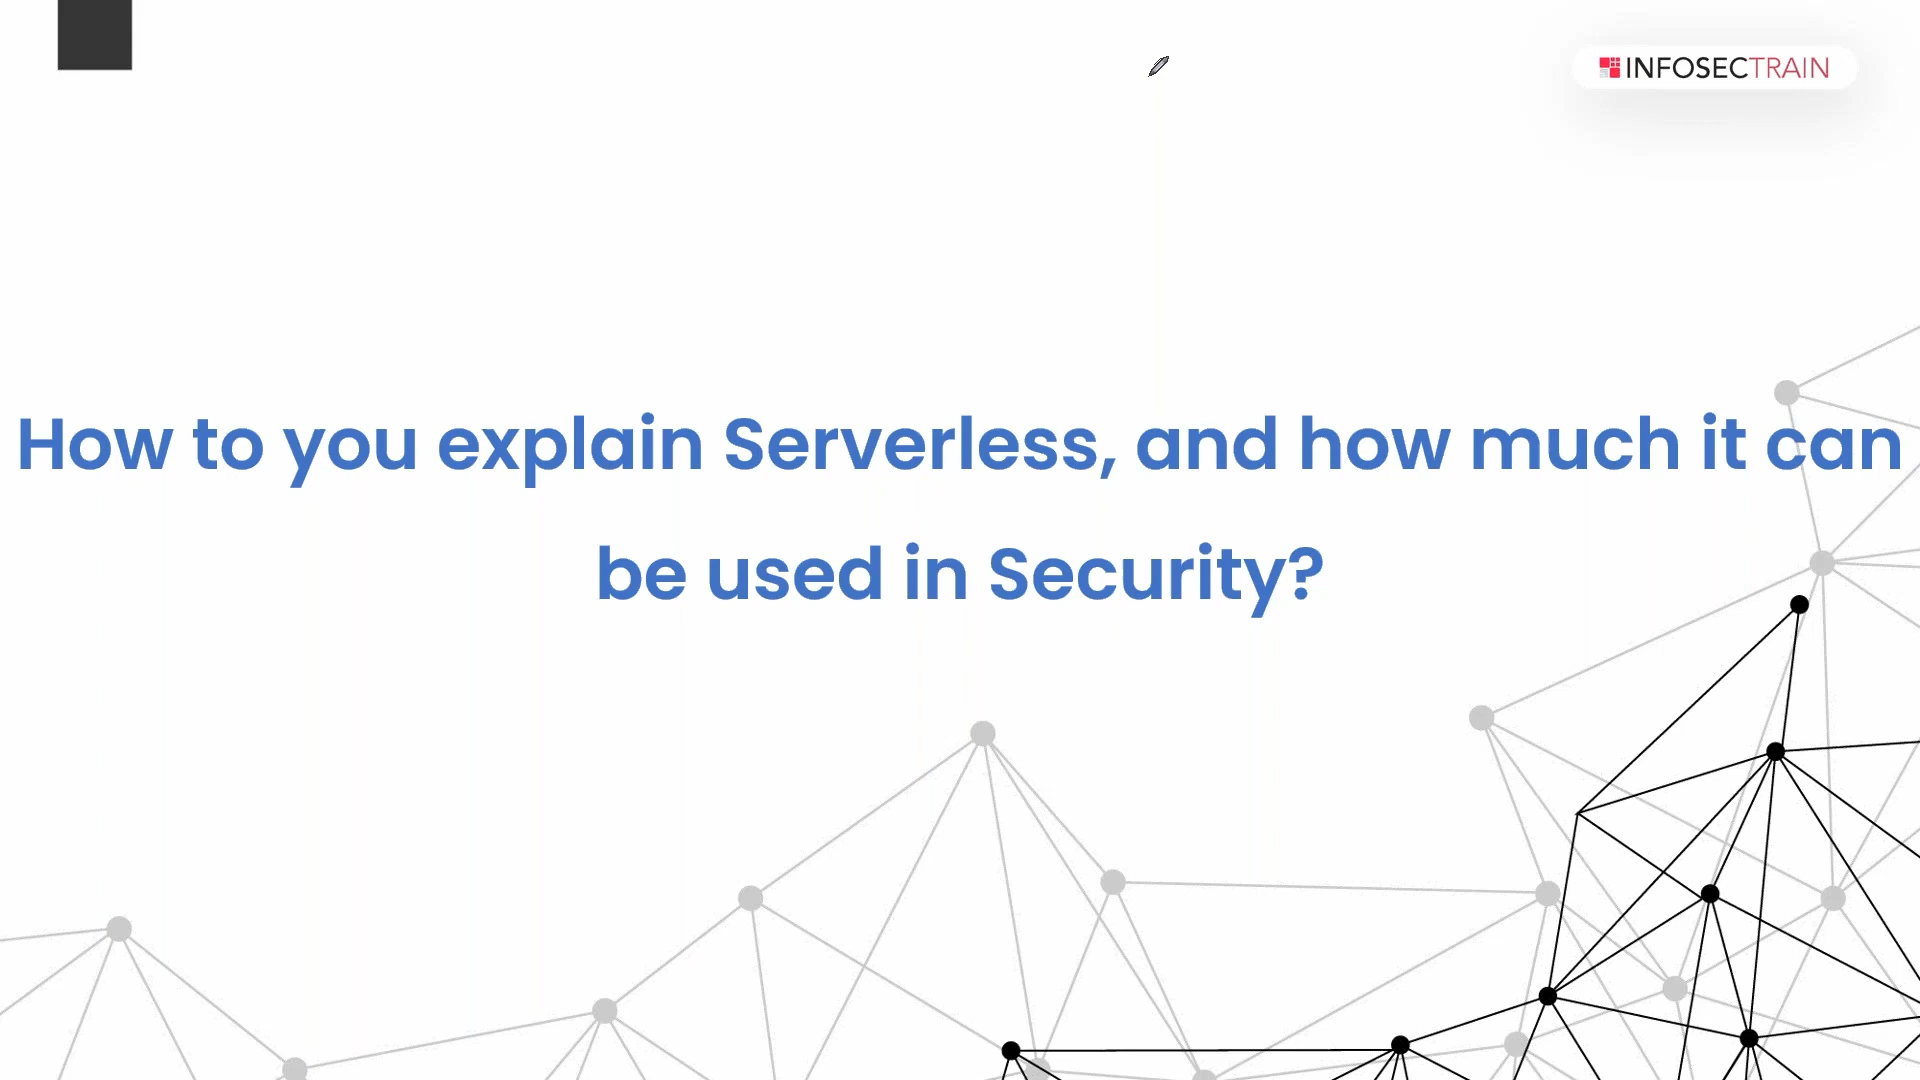 INFOSECTRAIN
How to you explain Serverless, and how much it can
be used in Security?